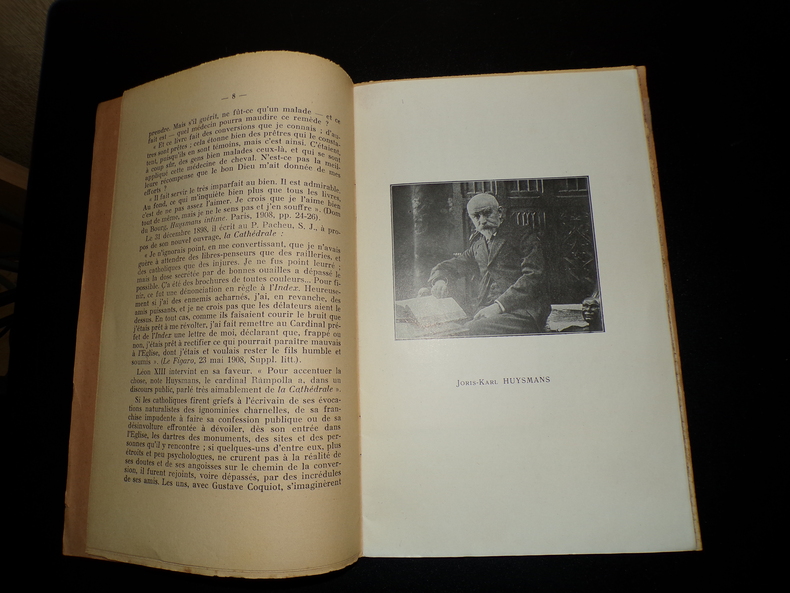 — 8 —
prendre. Mais s'il guérit, ne fût-ce qu'un malade — et ce
fait est — quel médecin pourra maudire ce remède ?
« Et ce livre fait des conversions que je connais ; d'au-
tres sont prêtes ; cela étonne bien des prêtres qui le consta-
tent, puisqu'ils en sont témoins, mais c'est ainsi. C'étaient,
à coup sûr, des gens bien malades ceux-là, et qui se sont
appliqué cette médecine de cheval. N'est-ce pas la meil-
leure récompense que le bon Dieu m'ait donnée de mes
efforts ?
« Il fait servir le très imparfait au bien. Il est admirable.
Au fond, ce qui m'inquiète bien plus que tous les livres,
c'est de ne pas assez l'aimer. Je crois que je l'aime bien
tout de même, mais je ne le sens pas et j'en souffre ». (Dom
du Bourg, Huysmans intime. Paris, 1908, pp. 24-26).
Le 31 décembre 1898, il écrit au P. Pacheu, S. J., à pro-
pos de son nouvel ouvrage, la Cathédrale :
« Je n'ignorais point, en me convertissant, que je n'avais
guère à attendre des libres-penseurs que des railleries, et
des catholiques que des injures. Je ne fus point leurré ;
mais la dose sécrétée par de bonnes ouailles a dépassé le
possible. Ç'a été des brochures de toutes couleurs... Pour fi-
nir, ce fut une dénonciation en règle à l'Index. Heureuse-
ment si j'ai des ennemis acharnés, j'ai, en revanche, des
amis puissants, et je ne crois pas que les délateurs aient le
dessus. En tout cas, comme ils faisaient courir le bruit que
j'étais prêt à me révolter, j'ai fait remettre au Cardinal pré-
fet de l'Index une lettre de moi, déclarant que, frappé ou
non, j'étais prêt à rectifier ce qui pourrait paraître mauvais
à l'Eglise, dont j'étais et voulais rester le fils humble et
soumis ». (Le Figaro, 23 mai 1908, Suppl. litt.).
Léon XIII intervint en sa faveur. « Pour accentuer la
chose, note Huysmans, le cardinal Rampolla a, dans un
discours public, parlé très aimablement de la Cathédrale ».
Si les catholiques firent griefs à l'écrivain de ses évoca-
tions naturalistes des ignominies charnelles, de sa fran-
chise impudente à faire sa confession publique ou de sa
désinvolture effrontée à dévoiler, dès son entrée dans
l'Eglise, les dartres des monuments, des sites et des per-
sonnes qu'il y rencontre ; si quelques-uns d'entre eux, plus
étroits et peu psychologues, ne crurent pas à la réalité de
ses doutes et de ses angoisses sur le chemin de la conver-
sion, il furent rejoints, voire dépassés, par des incrédules
de ses amis. Les uns, avec Gustave Coquiot, s'imaginèrent
Joris-Karl HUYSMANS